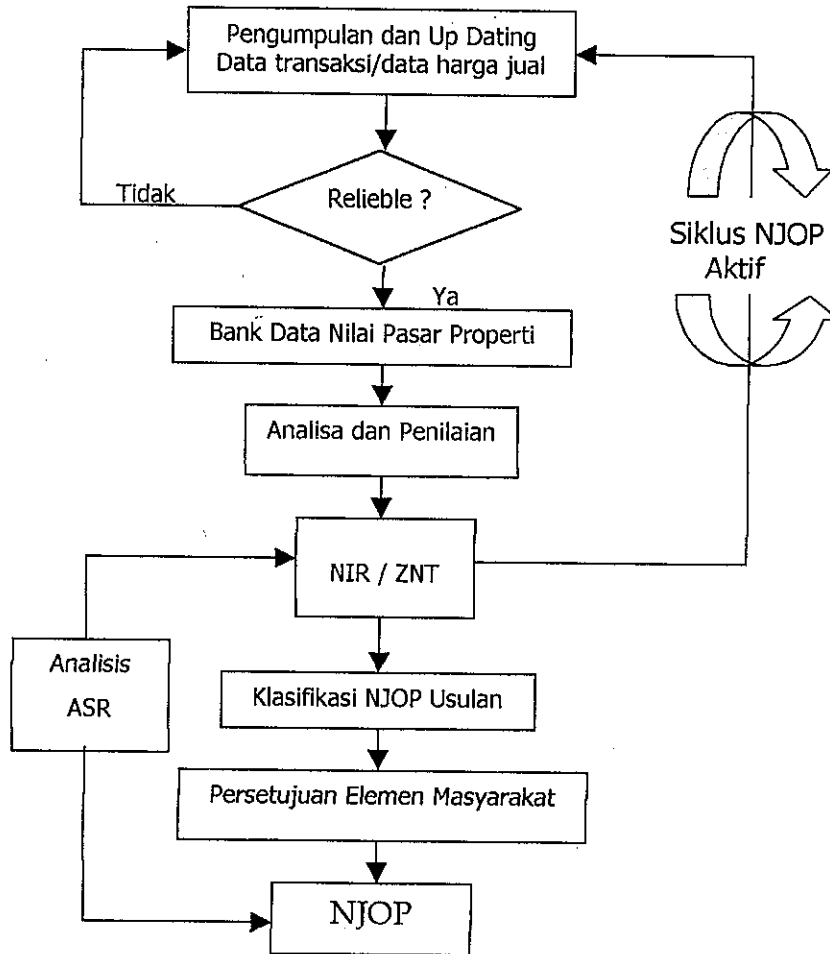 Pengumpulan dan Up Dating
Data transaksi/data harga jual
Tidak
Relieble ?
Siklus NJOP
Aktif
Ya
Bank Data Nilai Pasar Properti
Analisa dan Penilaian
NIR / ZNT
Analisis
ASR
Klasifikasi NJOP Usulan
Persetujuan Elemen Masyarakat
NJOP